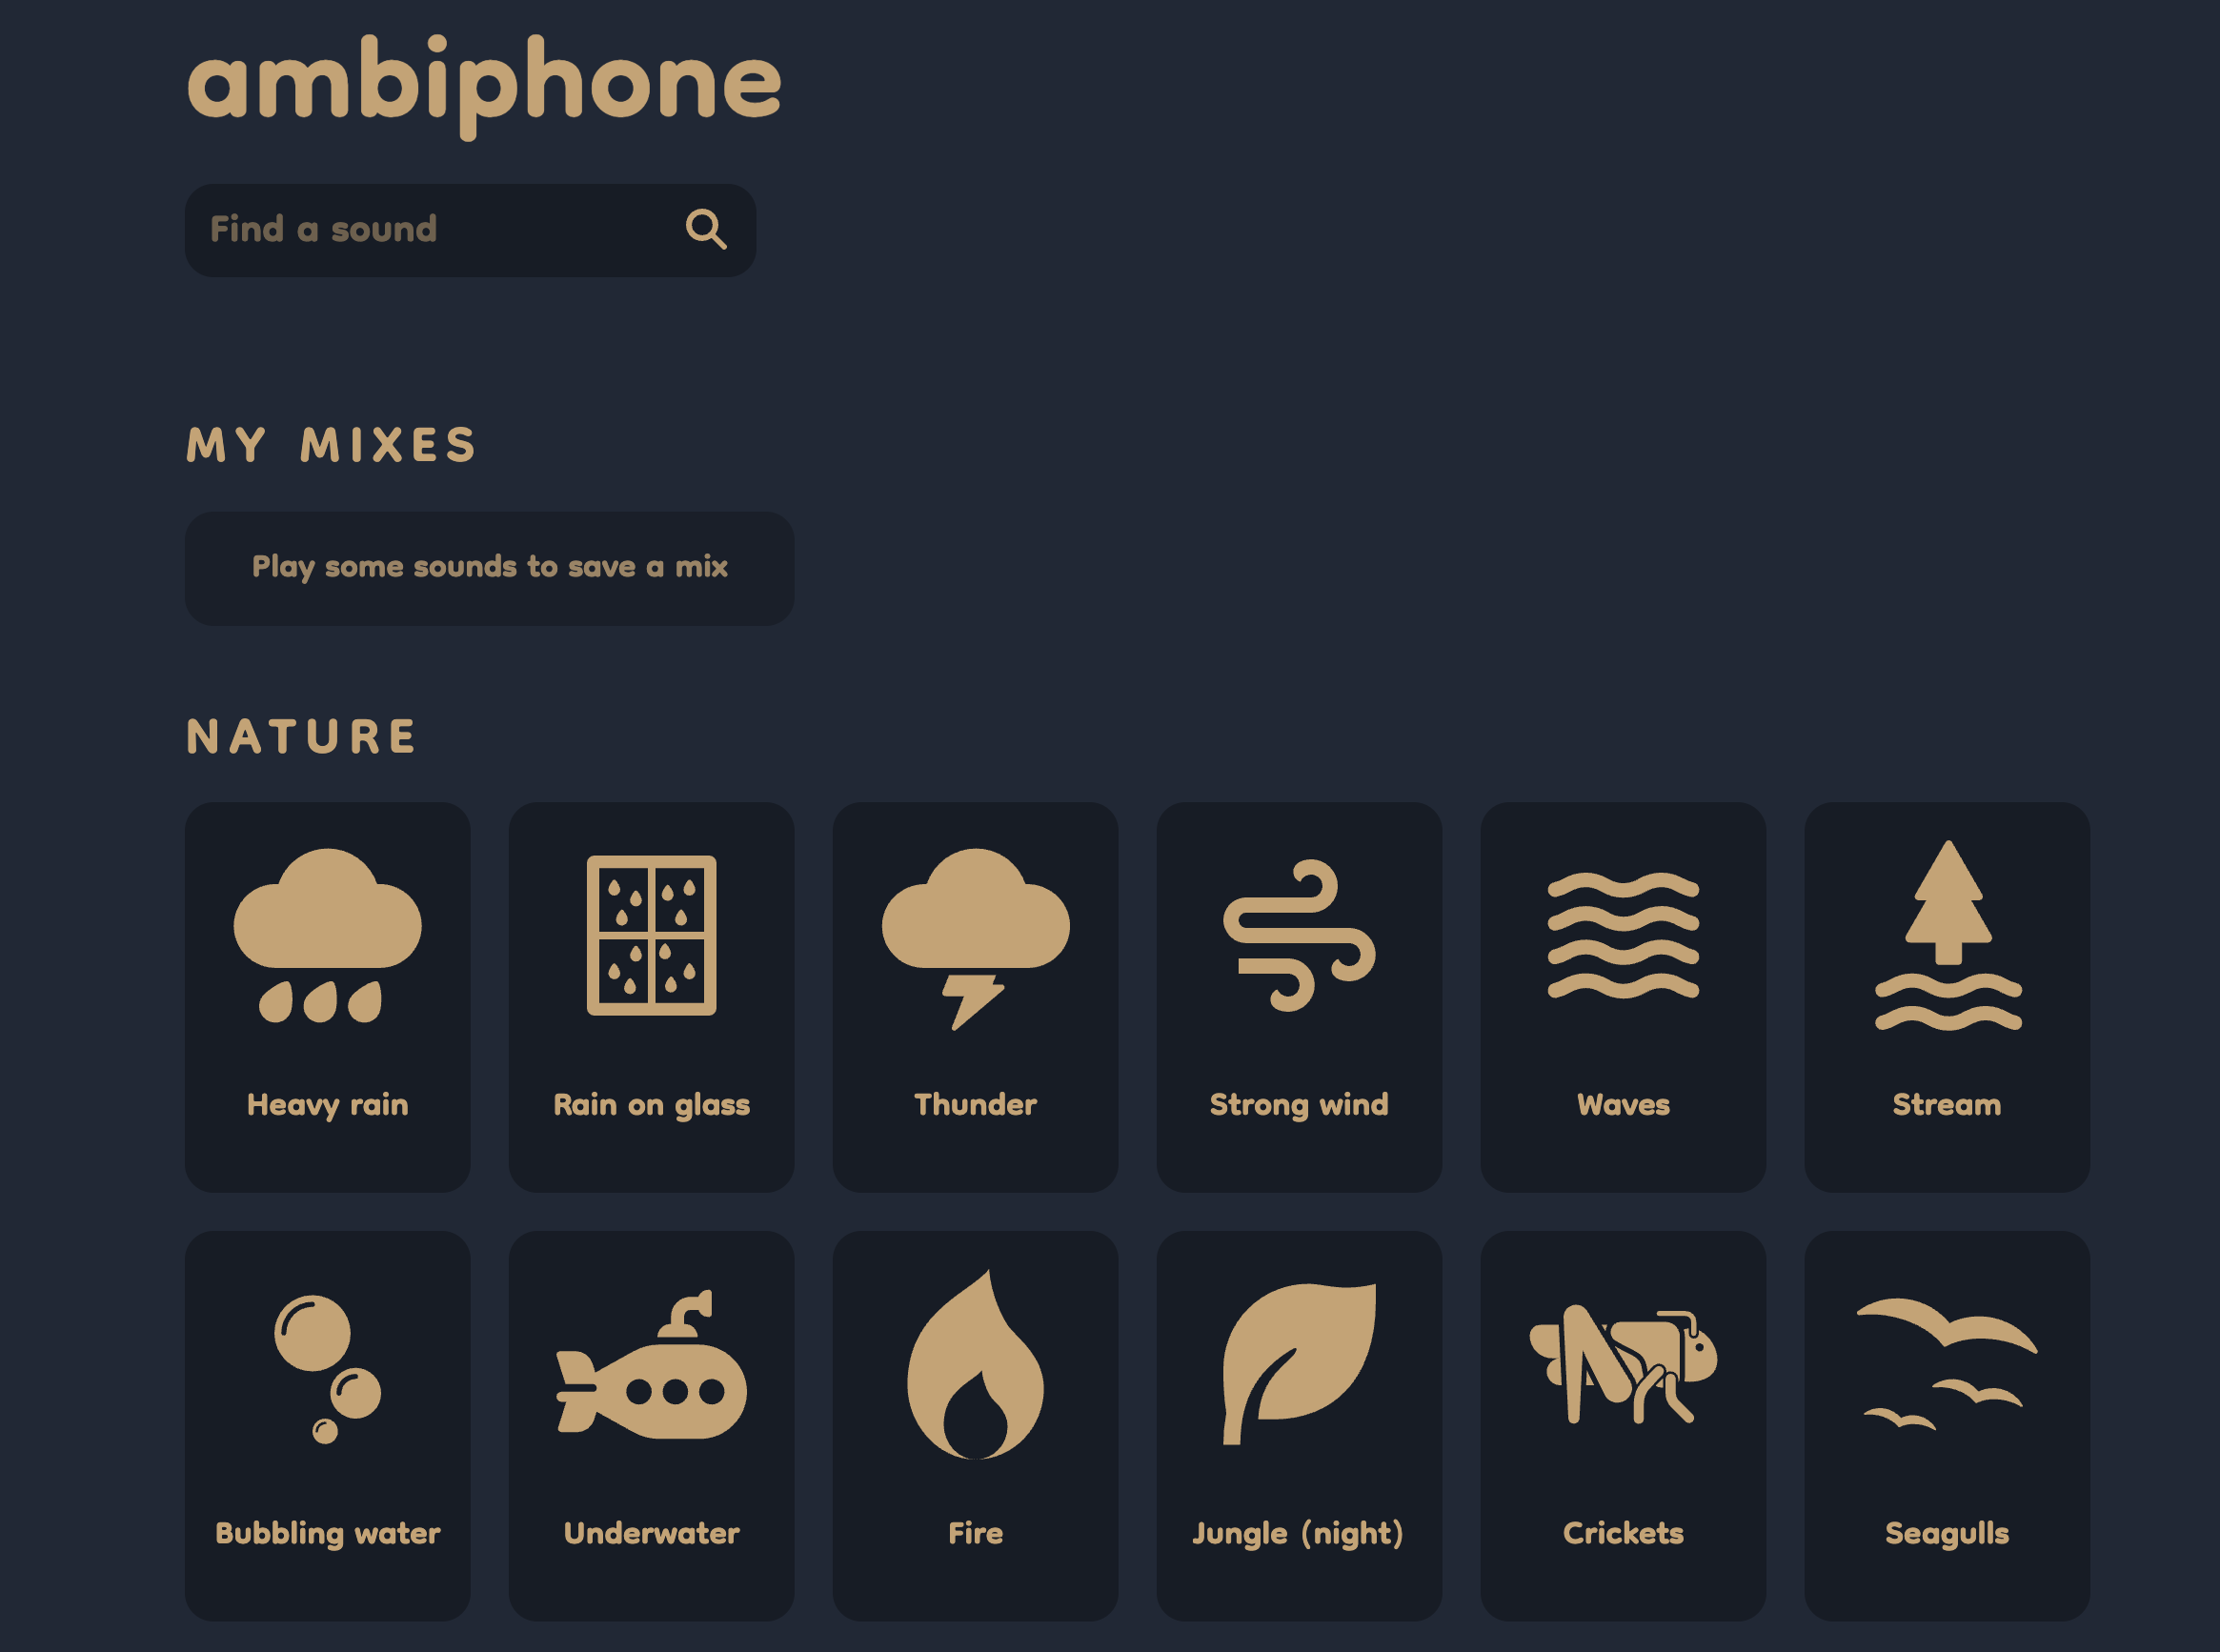 ambiphone
Find a sound
MY MIXES
Play some sounds to save a mix
NATURE
Heavy rain
Rain on glass
Thunder
Strong wind
Waves
Stream
Bubbling water
Underwater
Fire
Jungle (night)
Crickets
Seagulls